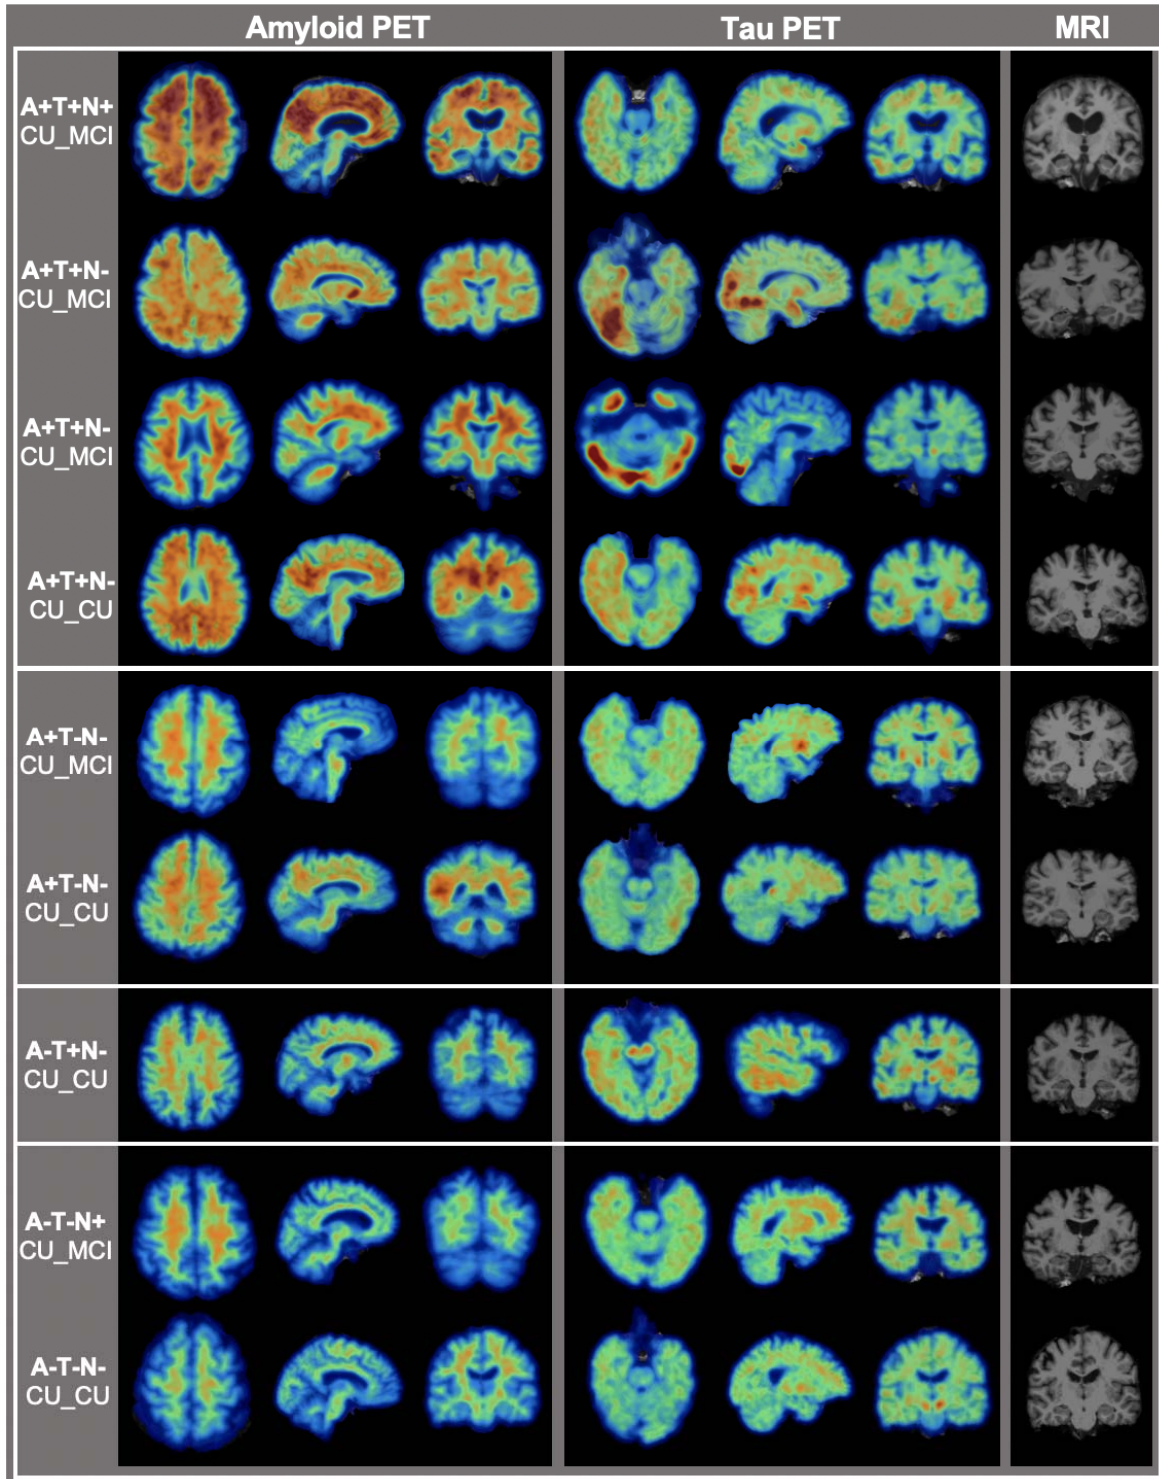 Amyloid PET
Tau PET
MRI
A+T+N+
CU_MCI
A+T+N-
CU_MCI
A+T+N-
CU_MCI
A+T+N-
CU_CU
A+T-N-
CU_MCI
A+T-N-
CU_CU
A-T+N-
CU_CU
A-T-N+
CU_MCI
A-T-N-
CU_CU